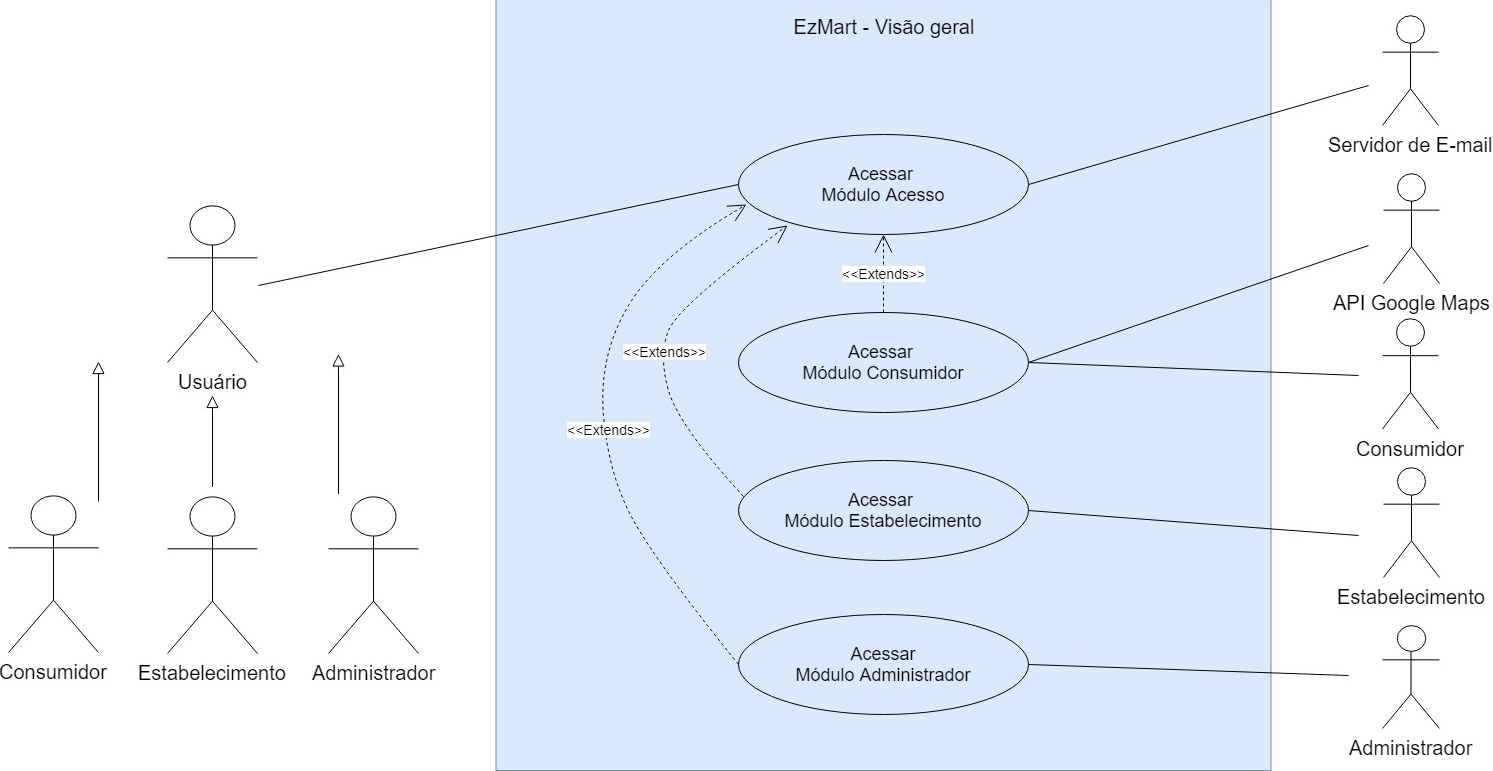 EzMart - Visão geral
Servidor de E-mail
Acessar
Módulo Acesso
<<Extends>>
API Google Maps
Usuário
<<Extends>>
Acessar
Módulo Consumidor
<<Extends>>
Consumidor
Acessar
Módulo Estabelecimento
Estabelecimento
Consumidor
Estabelecimento
Administrador
Acessar
Módulo Administrador
Administrador